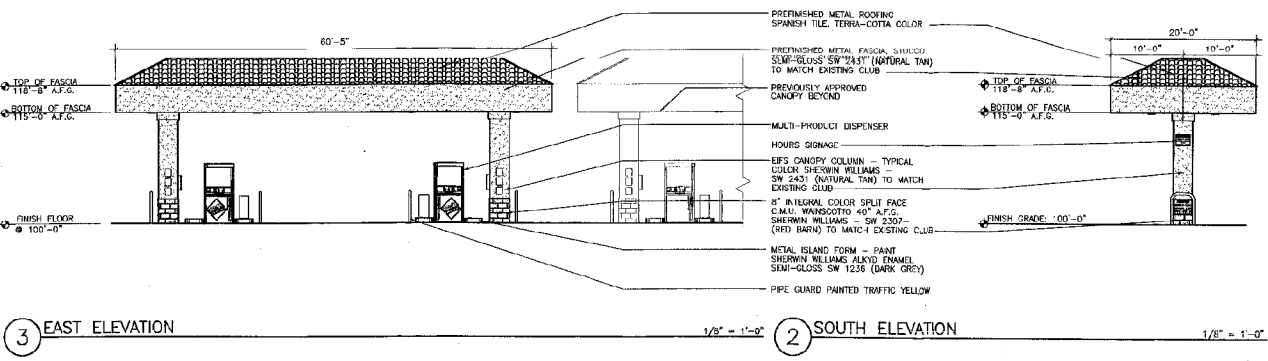 60'-5"
TOP OF FASCIA
118'-8" A.F.G.
BOTTOM OF FASCIA
115'-0" A.F.G.
FINISH FLOOR
@ 100'-0"
PREFINISHED METAL ROOFING
SPANISH TILE, TERRA-COTTA COLOR
PREFINISHED METAL FASCIA, STUCCO
SEMI-GLOSS SW 2431 (NATURAL TAN)
TO MATCH EXISTING CLUB
PREVIOUSLY APPROVED
CANOPY BEYOND
MULTI-PRODUCT DISPENSER
HOURS SIGNAGE
EIFS CANOPY COLUMN - TYPICAL
COLOR SHERWIN WILLIAMS -
SW 2431 (NATURAL TAN) TO MATCH
EXISTING CLUB
8" INTEGRAL COLOR SPLIT FACE
C.M.U. WAINSCOTTO 40" A.F.G.
SHERWIN WILLIAMS - SW 2307-
(RED BARN) TO MATCH EXISTING CLUB
METAL ISLAND FORM - PAINT
SHERWIN WILLIAMS ALKYD ENAMEL
SEMI-GLOSS SW 1236 (DARK GREY)
PIPE GUARD PAINTED TRAFFIC YELLOW
20'-0"
10'-0" 10'-0"
TOP OF FASCIA
118'-8" A.F.G.
BOTTOM OF FASCIA
115'-0" A.F.G.
FINISH GRADE: 100'-0"
3 EAST ELEVATION 1/8" = 1'-0"
2 SOUTH ELEVATION 1/8" = 1'-0"